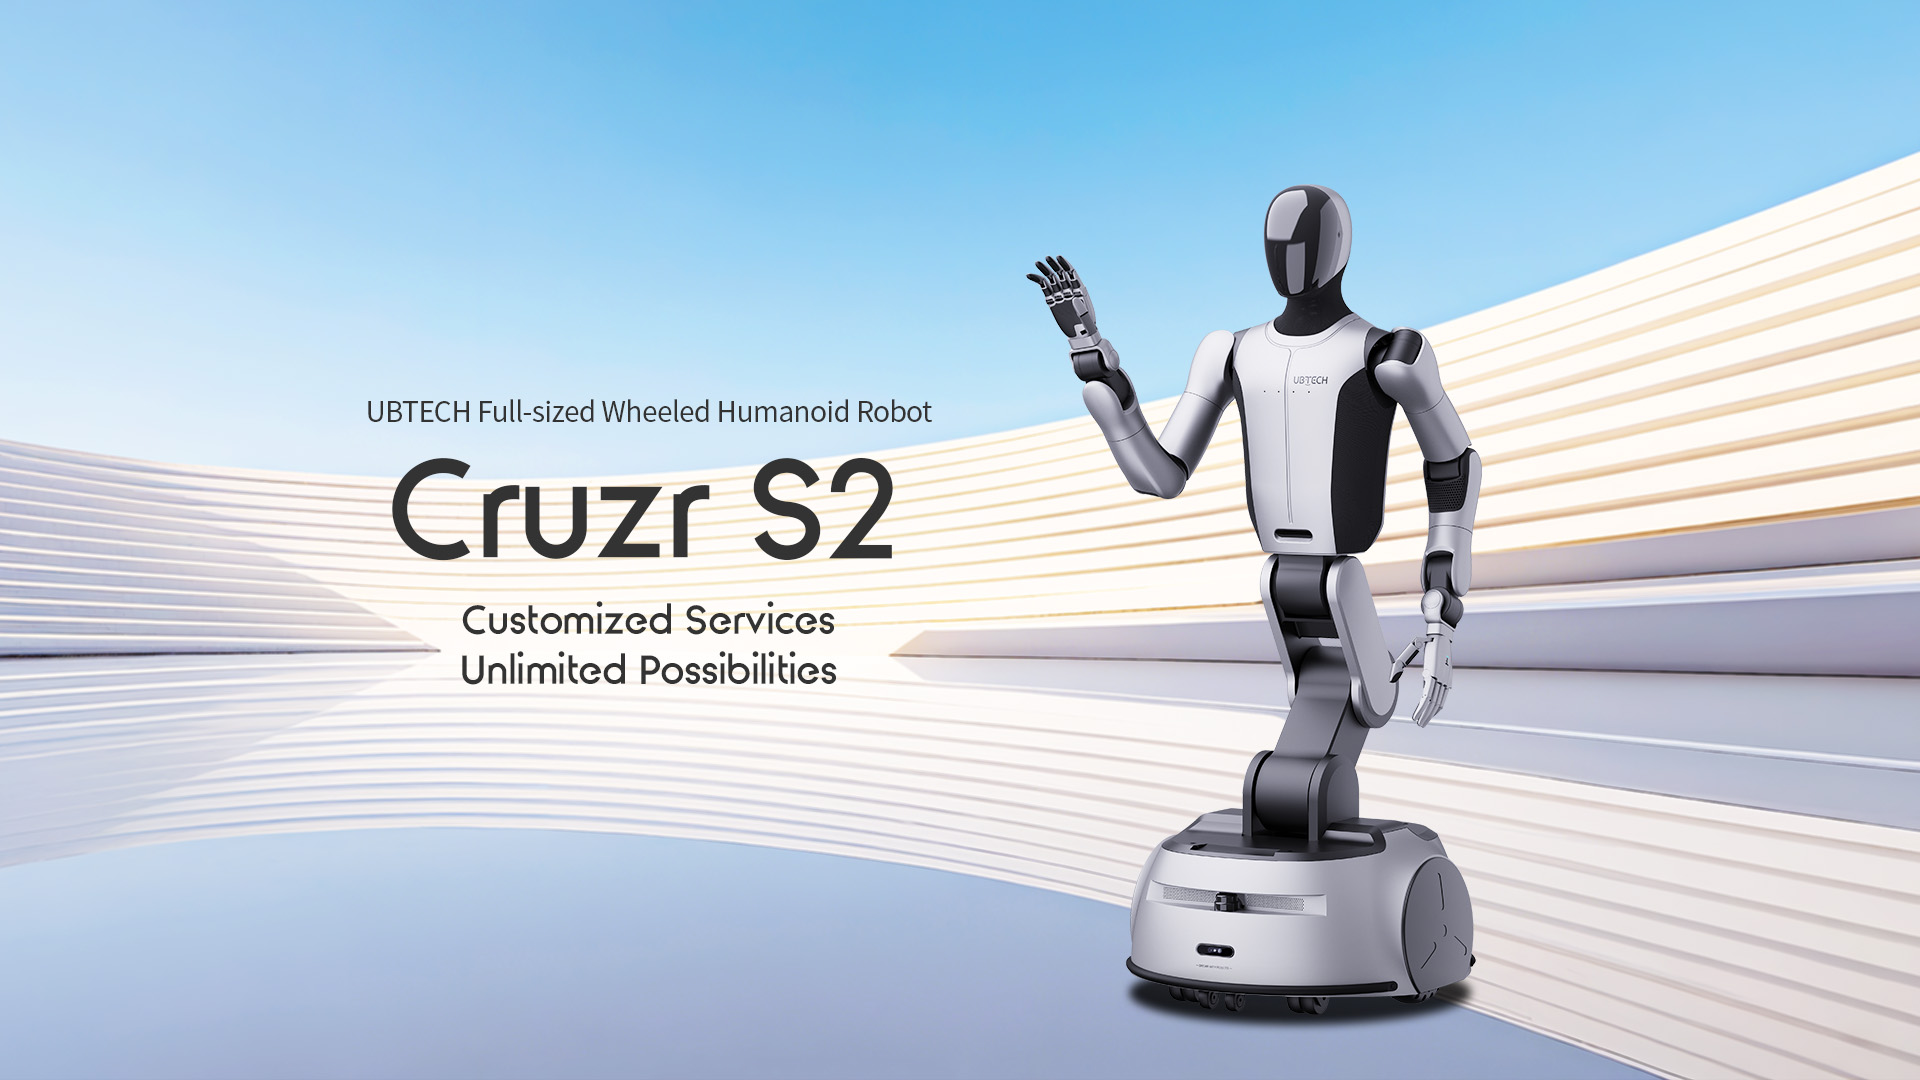 UBTECH Full-sized Wheeled Humanoid Robot
Cruzr S2
Customized Services
Unlimited Possibilities
UBTECH